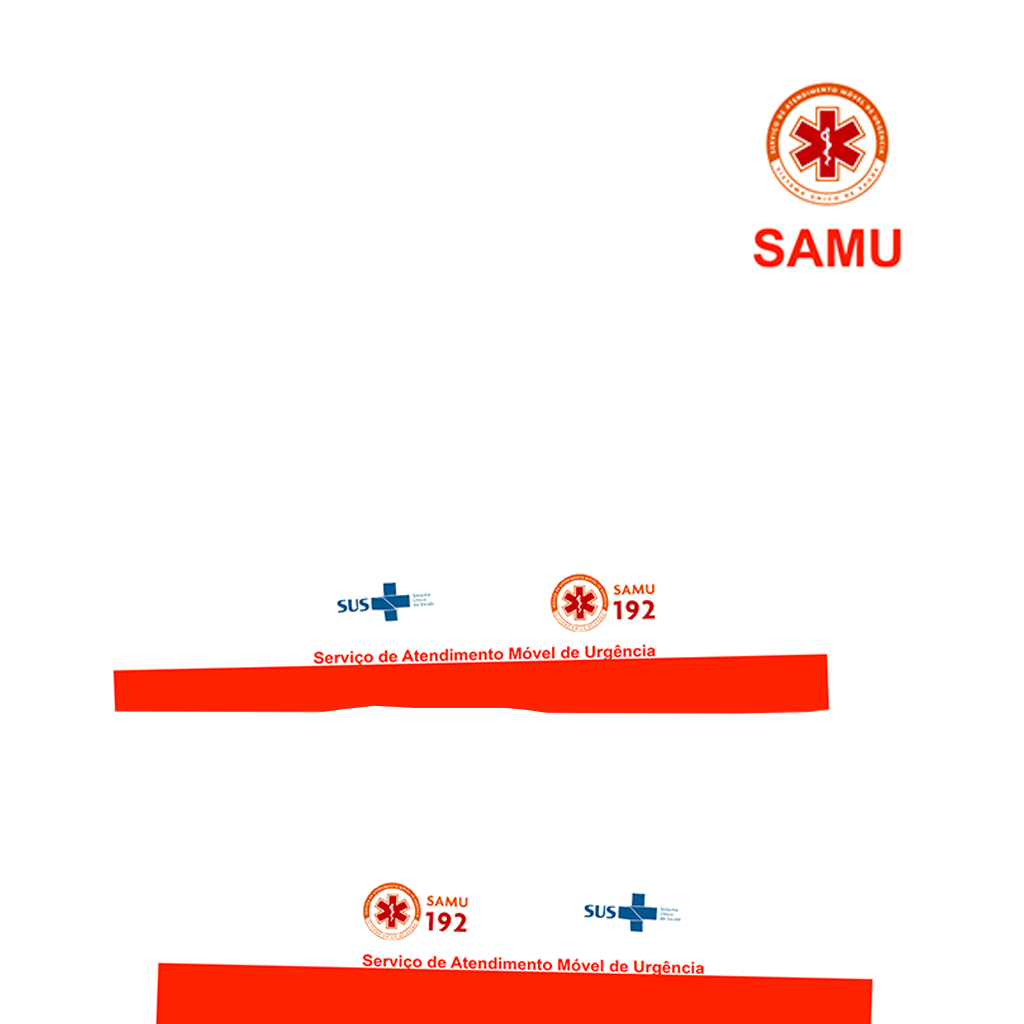 SERVIÇO DE ATENDIMENTO MÓVEL DE URGÊNCIA
SISTEMA ÚNICO DE SAÚDE
SAMU
SUS
Sistema
Único
de Saúde
SAMU
192
Serviço de Atendimento Móvel de Urgência
SAMU
192
SUS
Sistema
Único
de Saúde
Serviço de Atendimento Móvel de Urgência